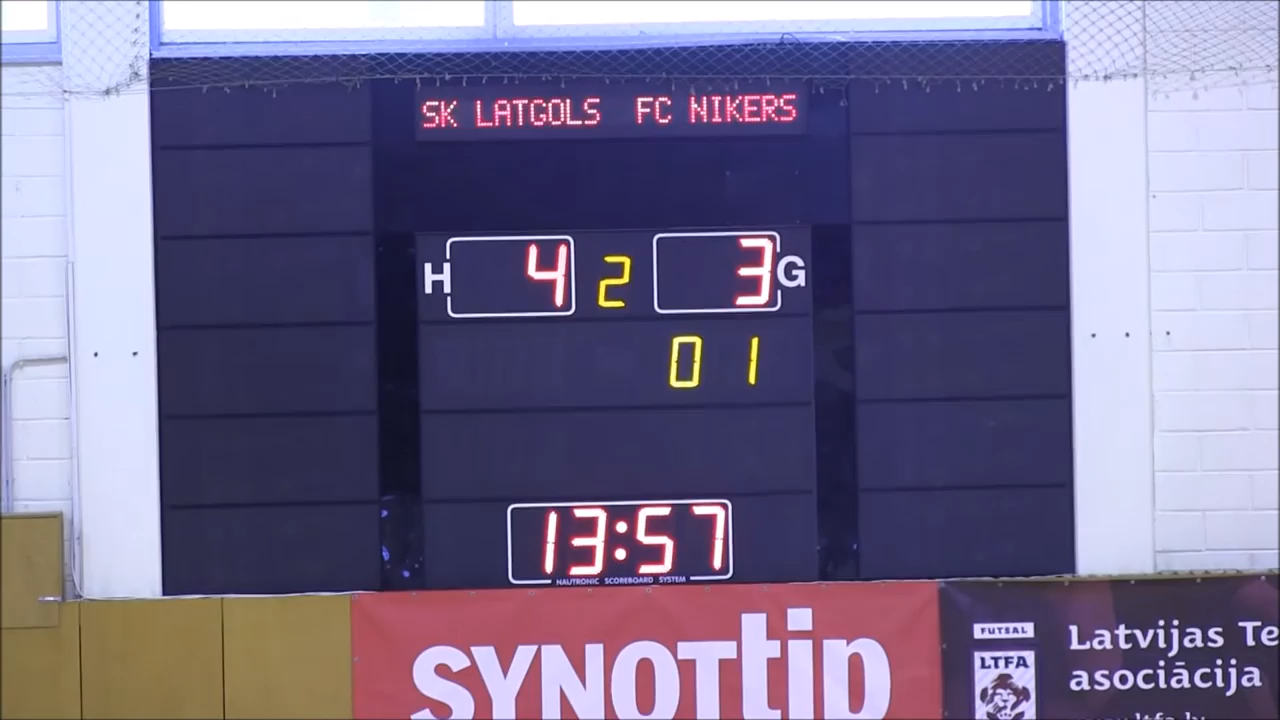 SK LATGOLS FC NIKERS
H 4 2 3 G
0 1
13:57
NAUTRONIC SCOREBOARD SYSTEM
SYNOTtip
FUTSAL
LTFA
Latvijas Te
asociācija